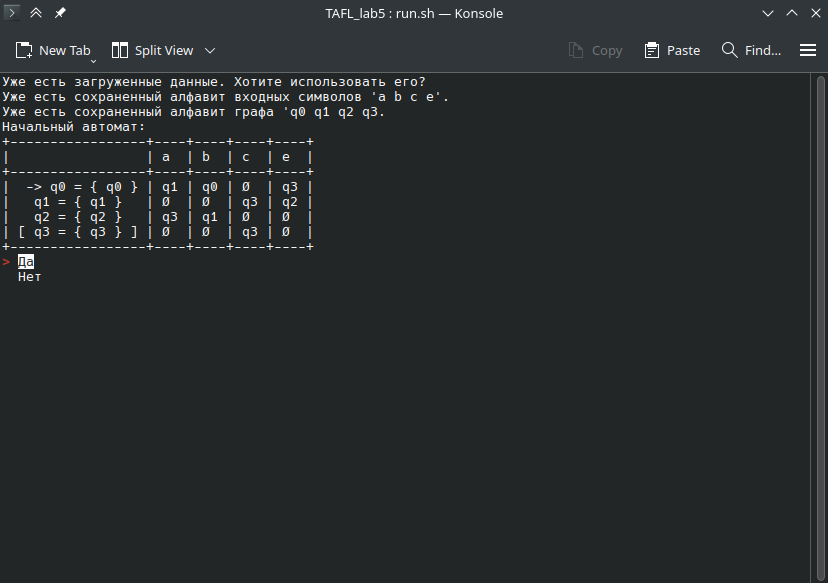 TAFL_lab5 : run.sh — Konsole
New Tab Split View Copy Paste Find...
Уже есть загруженные данные. Хотите использовать его?
Уже есть сохраненный алфавит входных символов 'a b c e'.
Уже есть сохраненный алфавит графа 'q0 q1 q2 q3.
Начальный автомат:
+-----------------+----+----+----+----+
|                 | a  | b  | c  | e  |
+-----------------+----+----+----+----+
|  -> q0 = { q0 } | q1 | q0 | Ø  | q3 |
|   q1 = { q1 }   | Ø  | Ø  | q3 | q2 |
|   q2 = { q2 }   | q3 | q1 | Ø  | Ø  |
| [ q3 = { q3 } ] | Ø  | Ø  | q3 | Ø  |
+-----------------+----+----+----+----+
> Да
  Нет